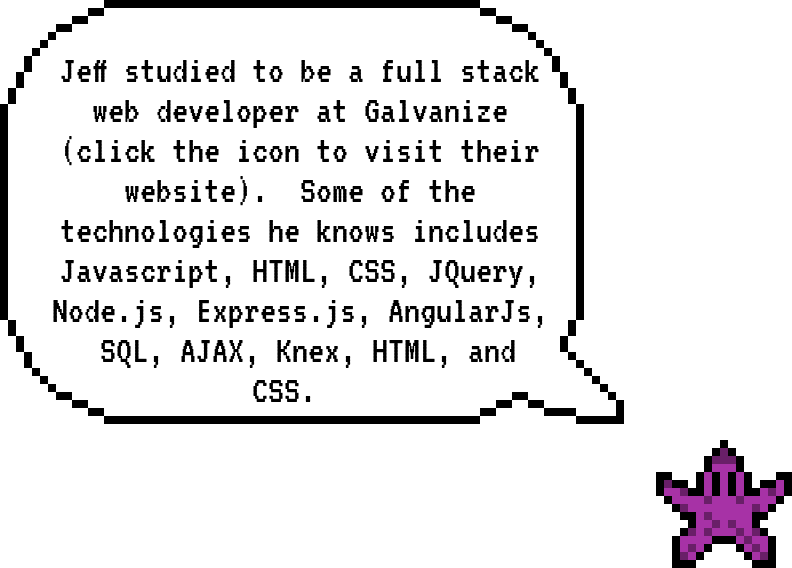 Jeff studied to be a full stack
web developer at Galvanize
(click the icon to visit their
website).  Some of the
technologies he knows includes
Javascript, HTML, CSS, JQuery,
Node.js, Express.js, AngularJs,
SQL, AJAX, Knex, HTML, and
CSS.